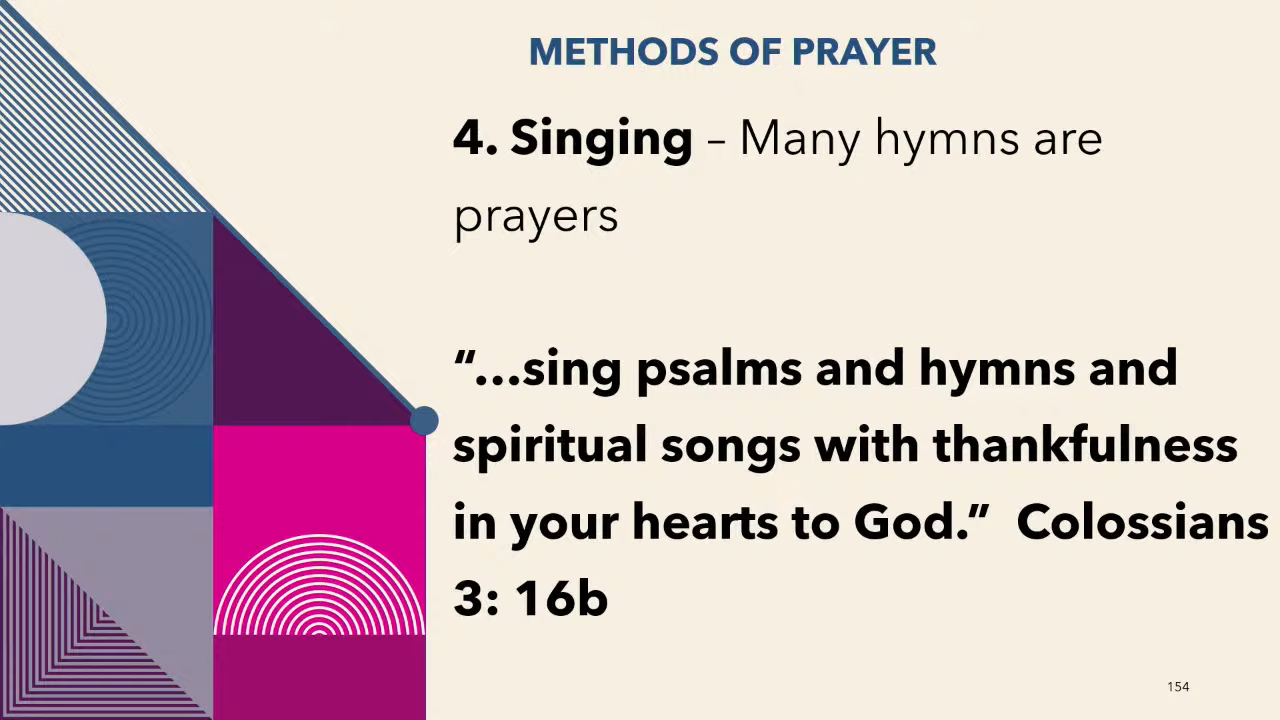 METHODS OF PRAYER
4. Singing – Many hymns are
prayers
“…sing psalms and hymns and
spiritual songs with thankfulness
in your hearts to God.” Colossians
3: 16b
154